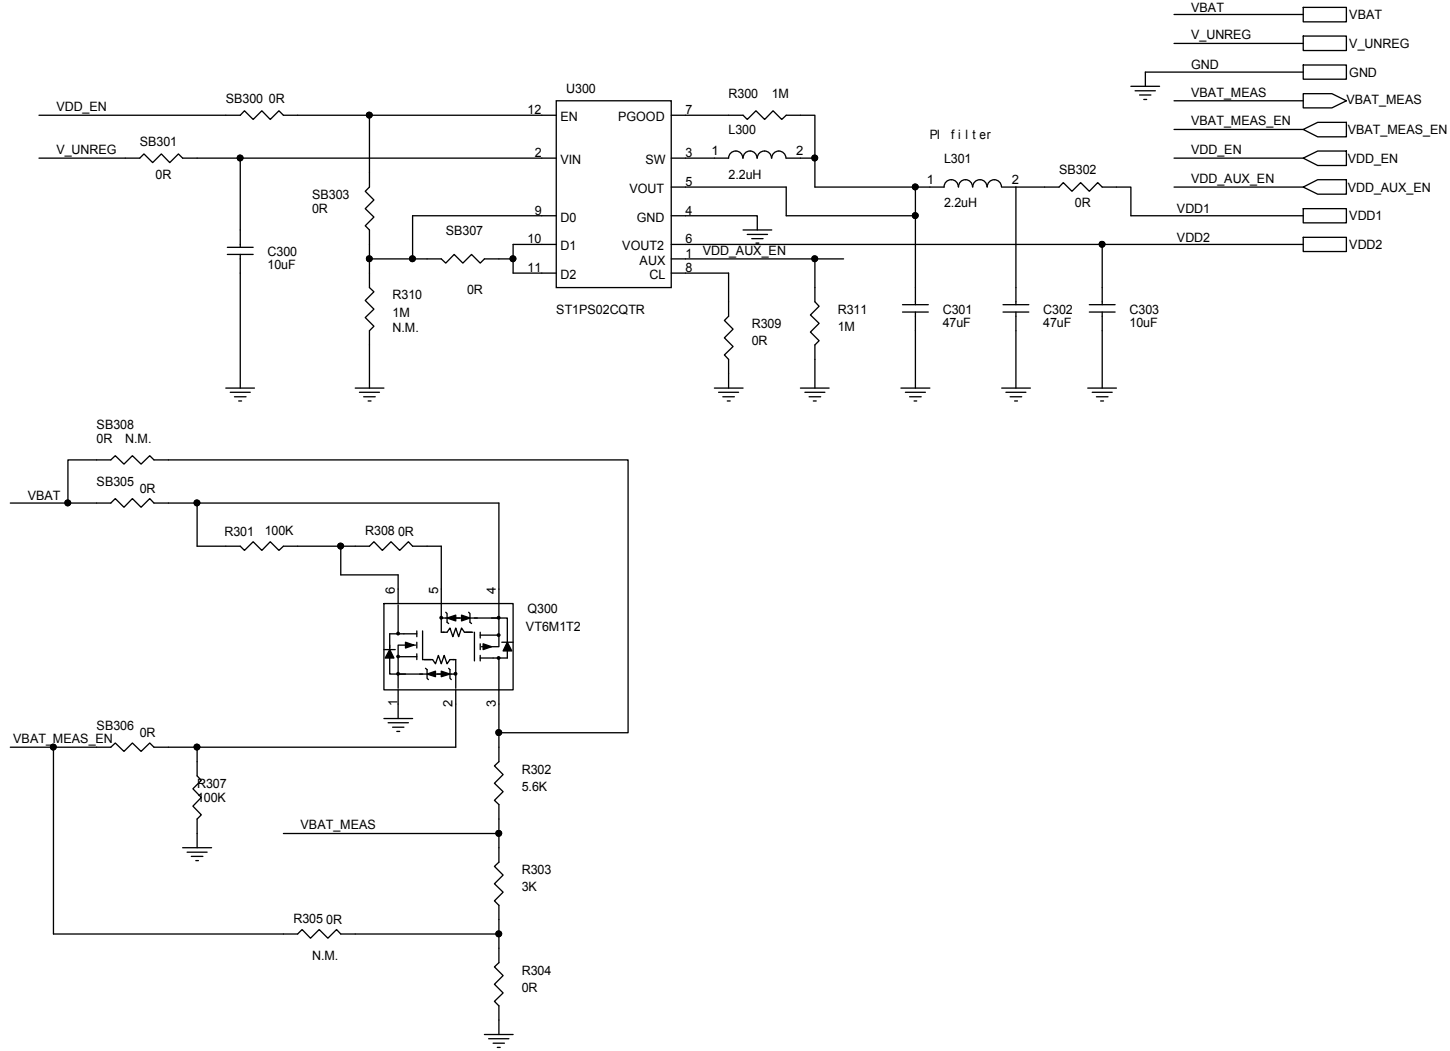 VBAT
VBAT
V_UNREG
V_UNREG
GND
GND
VBAT_MEAS
VBAT_MEAS
VBAT_MEAS_EN
VBAT_MEAS_EN
VDD_EN
VDD_EN
VDD_AUX_EN
VDD_AUX_EN
VDD1
VDD1
VDD2
VDD2
U300
VDD_EN
SB300 0R
12 EN
PGOOD 7
R300 1M
V_UNREG
SB301
0R
2 VIN
SW 3
L300
1 2
2.2uH
PI filter
L301
1 2
2.2uH
SB302
0R
SB303
0R
VOUT 5
9 D0
GND 4
SB307
0R
10 D1
VOUT2 6
AUX 1
VDD_AUX_EN
11 D2
CL 8
C300
10uF
R310
1M
N.M.
ST1PS02CQTR
R309
0R
R311
1M
C301
47uF
C302
47uF
C303
10uF
SB308
0R N.M.
VBAT
SB305 0R
R301 100K
R308 0R
6 5 4
Q300
VT6M1T2
1 2 3
SB306 0R
VBAT_MEAS_EN
R307
100K
R302
5.6K
VBAT_MEAS
R303
3K
R305 0R
N.M.
R304
0R